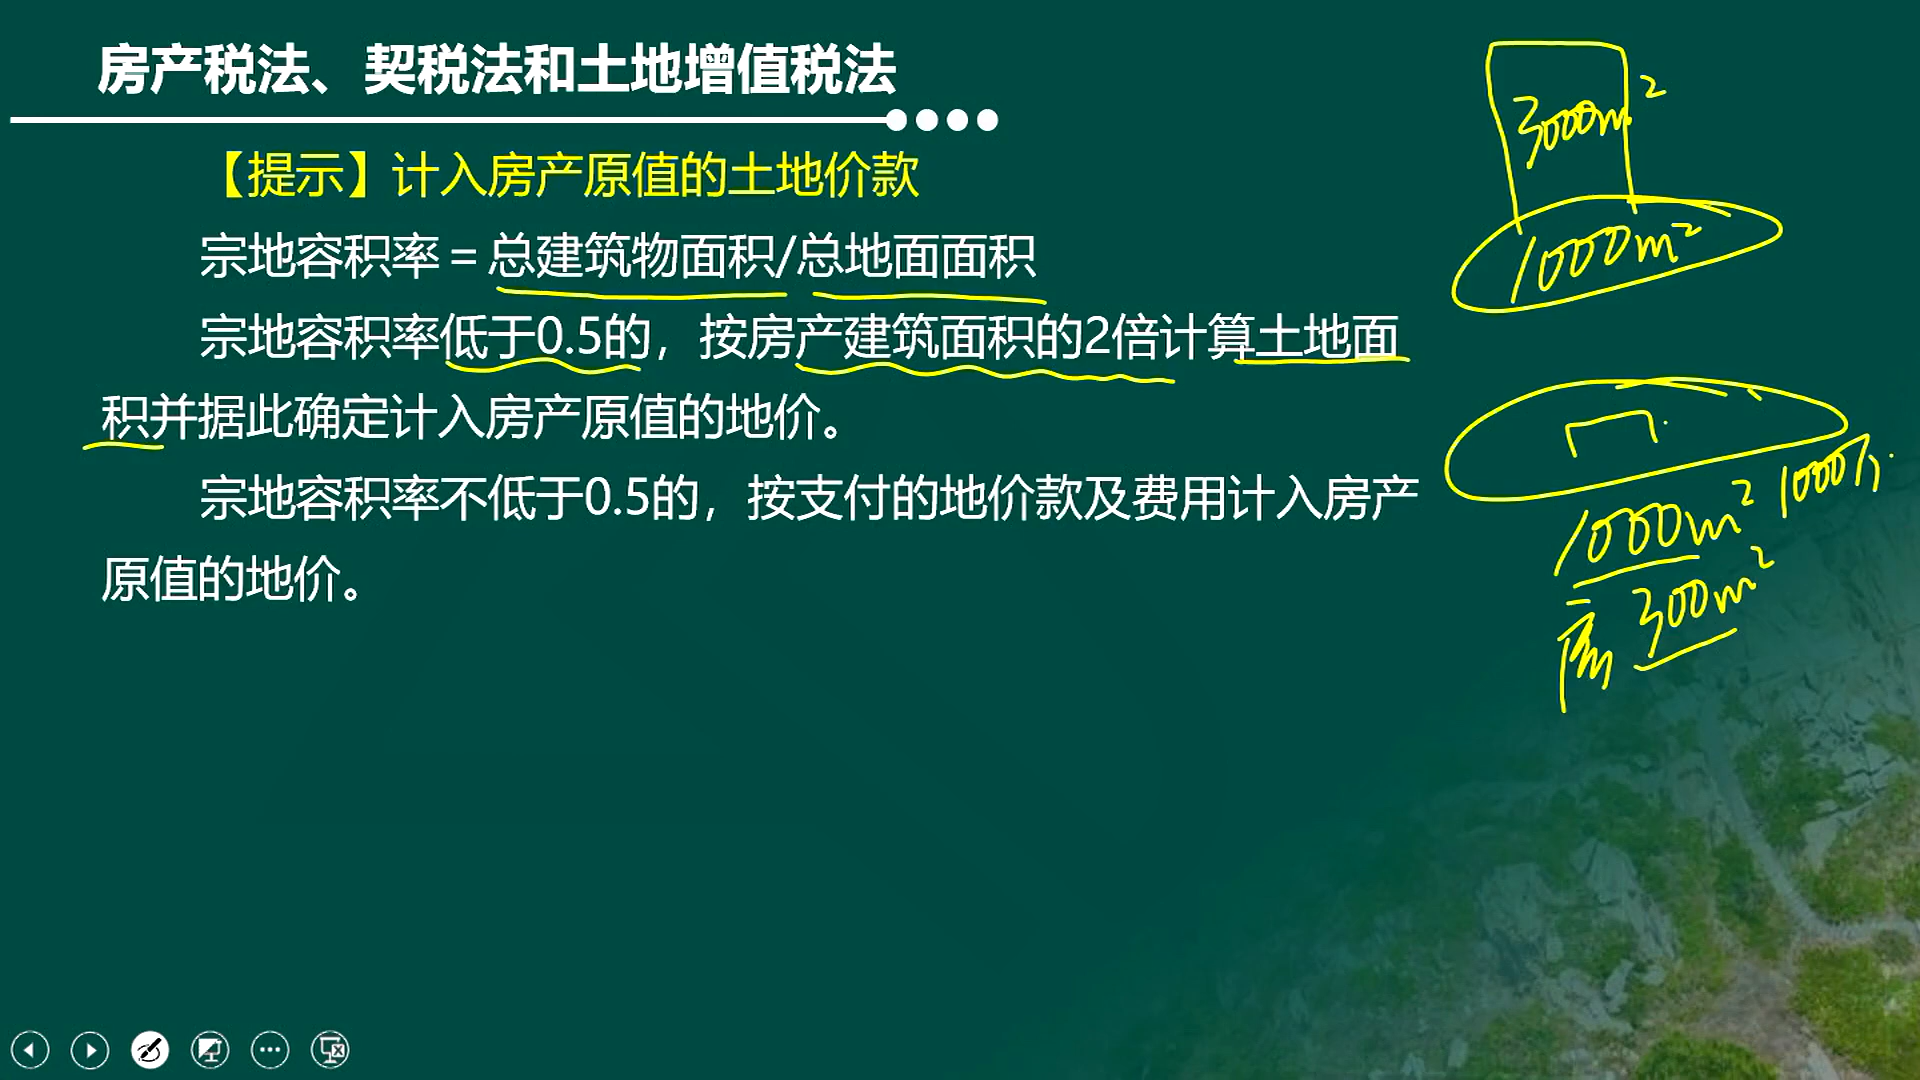 房产税法、契税法和土地增值税法
【提示】计入房产原值的土地价款
宗地容积率＝总建筑物面积/总地面面积
宗地容积率低于0.5的，按房产建筑面积的2倍计算土地面
积并据此确定计入房产原值的地价。
宗地容积率不低于0.5的，按支付的地价款及费用计入房产
原值的地价。
3000m²
1000m²
1000m² 1000万
房 300m²